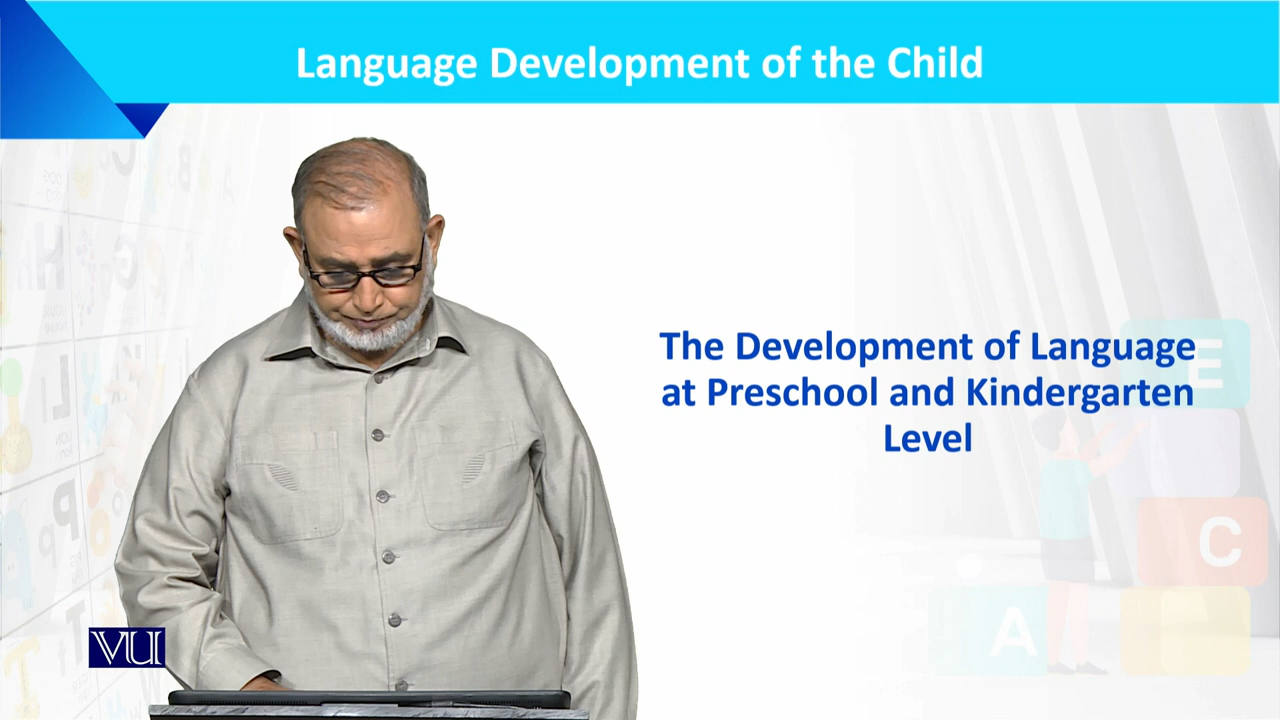 Language Development of the Child
The Development of Language
at Preschool and Kindergarten
Level
E
C
A
VU